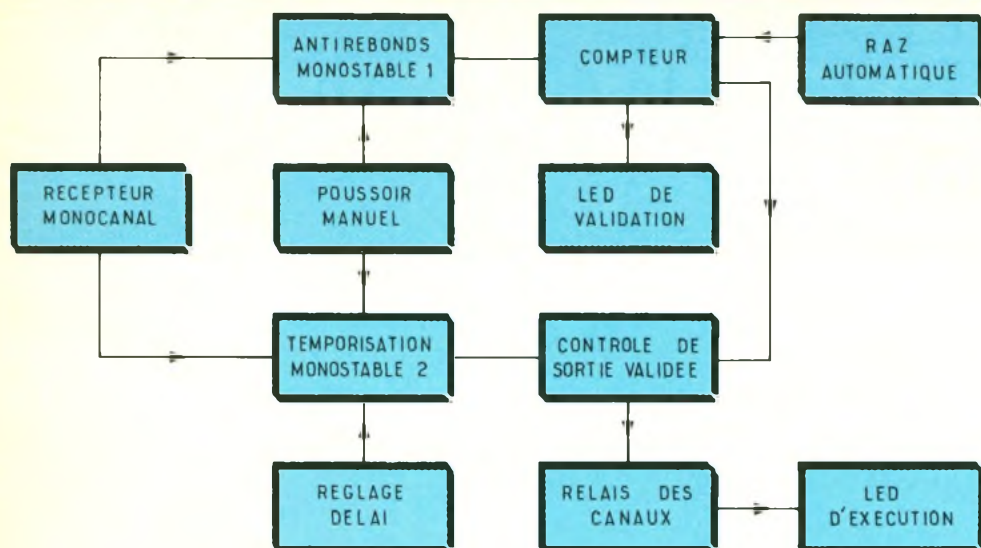 ANTIREBONDS
MONOSTABLE 1
COMPTEUR
RAZ
AUTOMATIQUE
RECEPTEUR
MONOCANAL
POUSSOIR
MANUEL
LED DE
VALIDATION
TEMPORISATION
MONOSTABLE 2
CONTROLE DE
SORTIE VALIDEE
REGLAGE
DELAI
RELAIS DES
CANAUX
LED
D'EXECUTION